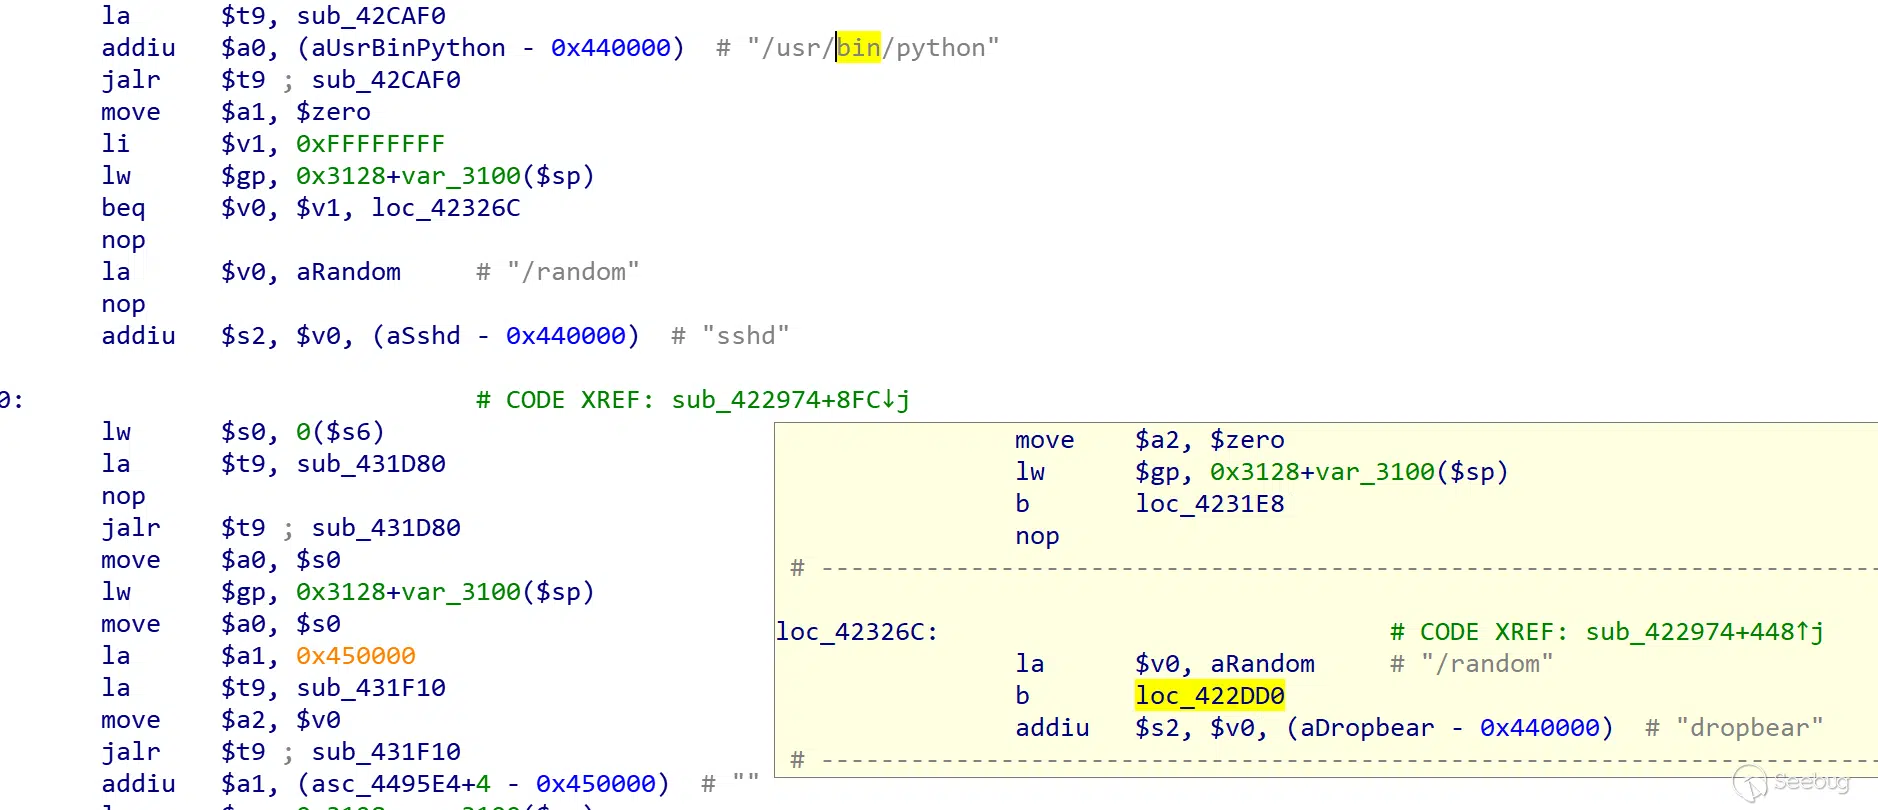 la $t9, sub_42CAF0
addiu $a0, (aUsrBinPython - 0x440000) # "/usr/bin/python"
jalr $t9 ; sub_42CAF0
move $a1, $zero
li $v1, 0xFFFFFFFF
lw $gp, 0x3128+var_3100($sp)
beq $v0, $v1, loc_42326C
nop
la $v0, aRandom # "/random"
nop
addiu $s2, $v0, (aSshd - 0x440000) # "sshd"
0: # CODE XREF: sub_422974+8FC↓j
lw $s0, 0($s6)
la $t9, sub_431D80
nop
jalr $t9 ; sub_431D80
move $a0, $s0
lw $gp, 0x3128+var_3100($sp)
move $a0, $s0
la $a1, 0x450000
la $t9, sub_431F10
move $a2, $v0
jalr $t9 ; sub_431F10
addiu $a1, (asc_4495E4+4 - 0x450000) # ""
move $a2, $zero
lw $gp, 0x3128+var_3100($sp)
b loc_4231E8
nop
# -----------------------------------------------------------------------
loc_42326C: # CODE XREF: sub_422974+448↑j
la $v0, aRandom # "/random"
b loc_422DD0
addiu $s2, $v0, (aDropbear - 0x440000) # "dropbear"
# -----------------------------------------------------------------------
Seebug